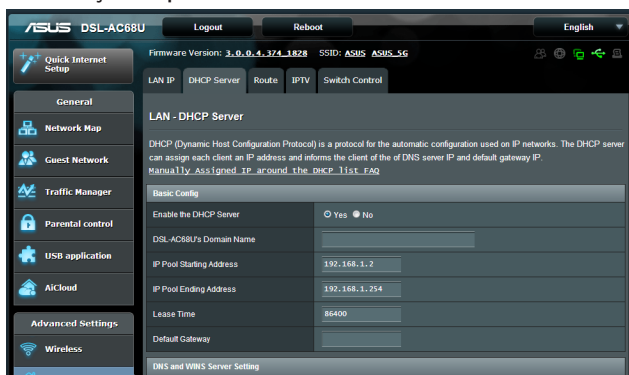 ASUS DSL-AC68U Logout Reboot English
Quick Internet Setup
Firmware Version: 3.0.0.4.374_1828 SSID: ASUS ASUS_5G
LAN IP DHCP Server Route IPTV Switch Control
General
Network Map
Guest Network
Traffic Manager
Parental control
USB application
AiCloud
Advanced Settings
Wireless
LAN - DHCP Server
DHCP (Dynamic Host Configuration Protocol) is a protocol for the automatic configuration used on IP networks. The DHCP server
can assign each client an IP address and informs the client of the of DNS server IP and default gateway IP.
Manually Assigned IP around the DHCP list FAQ
Basic Config
Enable the DHCP Server Yes No
DSL-AC68U's Domain Name
IP Pool Starting Address 192.168.1.2
IP Pool Ending Address 192.168.1.254
Lease Time 86400
Default Gateway
DNS and WINS Server Setting